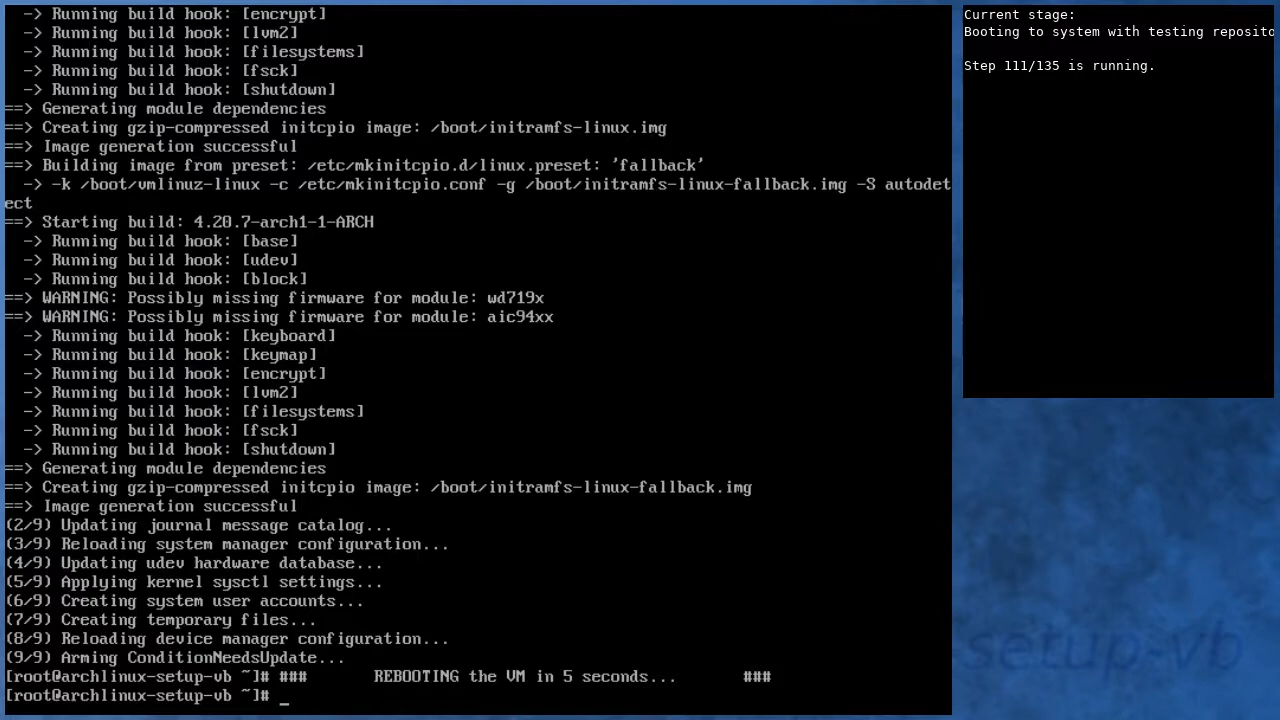 -> Running build hook: [encrypt]
-> Running build hook: [lvm2]
-> Running build hook: [filesystems]
-> Running build hook: [fsck]
-> Running build hook: [shutdown]
==> Generating module dependencies
==> Creating gzip-compressed initcpio image: /boot/initramfs-linux.img
==> Image generation successful
==> Building image from preset: /etc/mkinitcpio.d/linux.preset: 'fallback'
-> -k /boot/vmlinuz-linux -c /etc/mkinitcpio.conf -g /boot/initramfs-linux-fallback.img -S autodet
ect
==> Starting build: 4.20.7-arch1-1-ARCH
-> Running build hook: [base]
-> Running build hook: [udev]
-> Running build hook: [block]
==> WARNING: Possibly missing firmware for module: wd719x
==> WARNING: Possibly missing firmware for module: aic94xx
-> Running build hook: [keyboard]
-> Running build hook: [keymap]
-> Running build hook: [encrypt]
-> Running build hook: [lvm2]
-> Running build hook: [filesystems]
-> Running build hook: [fsck]
-> Running build hook: [shutdown]
==> Generating module dependencies
==> Creating gzip-compressed initcpio image: /boot/initramfs-linux-fallback.img
==> Image generation successful
(2/9) Updating journal message catalog...
(3/9) Reloading system manager configuration...
(4/9) Updating udev hardware database...
(5/9) Applying kernel sysctl settings...
(6/9) Creating system user accounts...
(7/9) Creating temporary files...
(8/9) Reloading device manager configuration...
(9/9) Arming ConditionNeedsUpdate...
[root@archlinux-setup-vb ~]# ###       REBOOTING the VM in 5 seconds...       ###
[root@archlinux-setup-vb ~]# _
Current stage:
Booting to system with testing reposito
Step 111/135 is running.
setup-vb